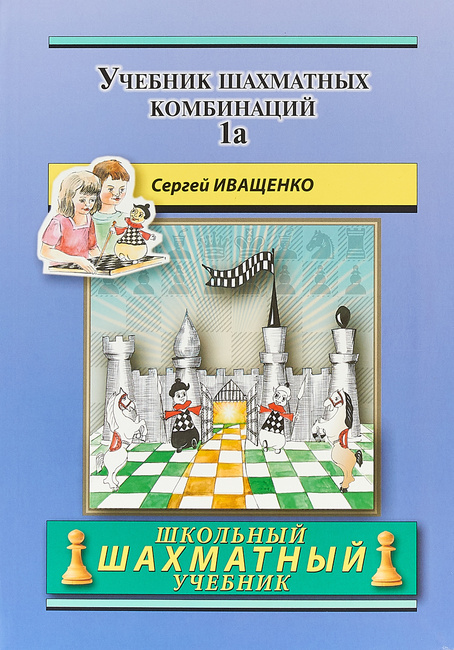 Учебник шахматных
комбинаций
1а
Сергей ИВАЩЕНКО
ШКОЛЬНЫЙ
ШАХМАТНЫЙ
УЧЕБНИК